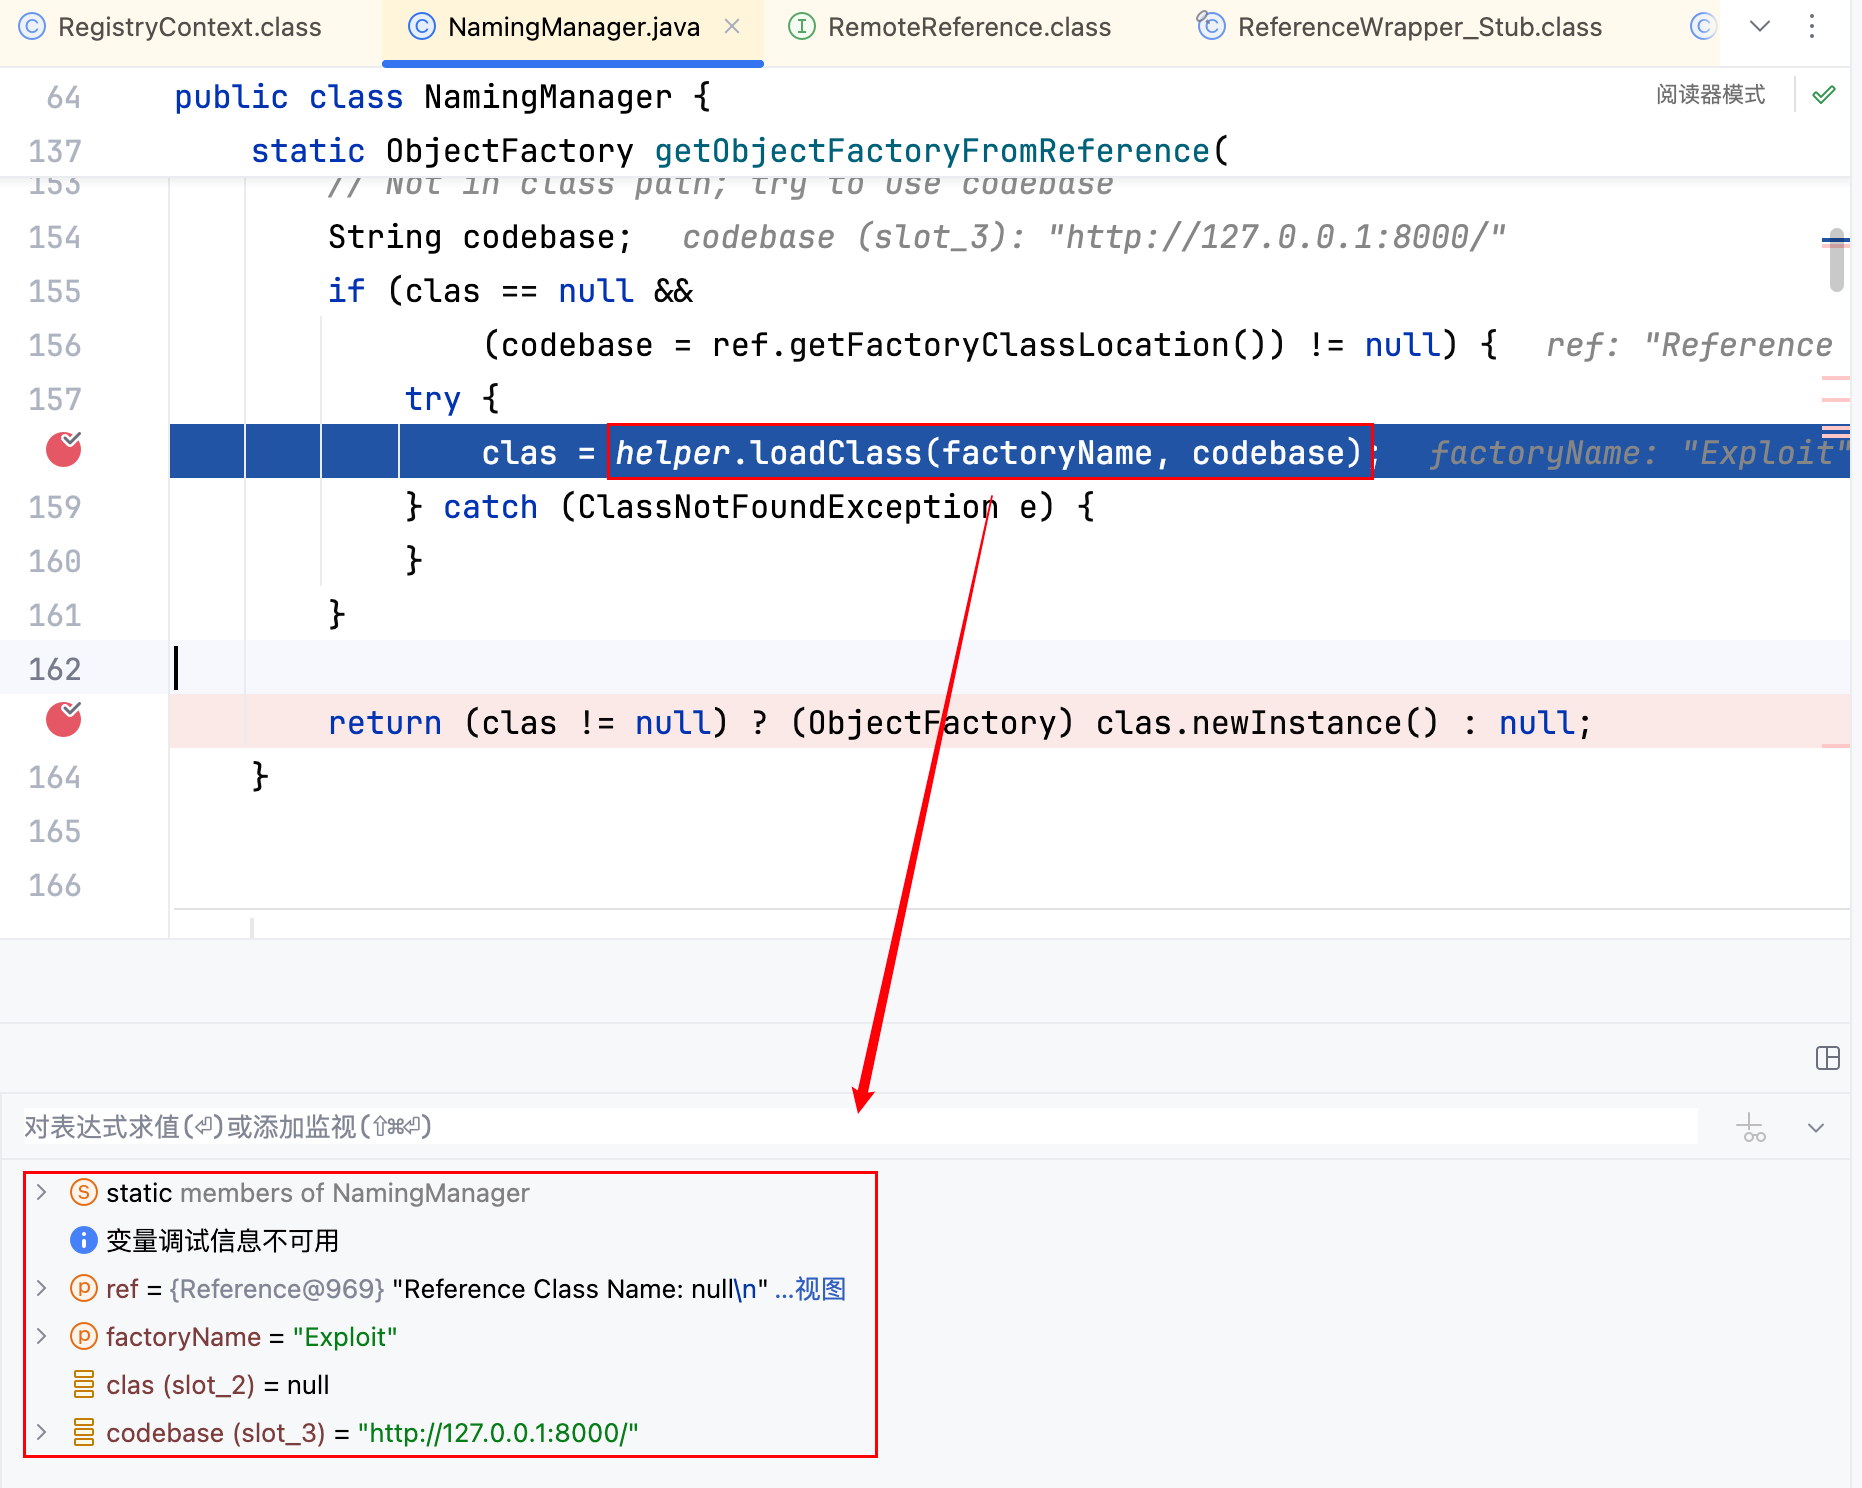 RegistryContext.class NamingManager.java RemoteReference.class ReferenceWrapper_Stub.class
64 public class NamingManager {
阅读器模式
137 static ObjectFactory getObjectFactoryFromReference(
153 // Not in class path; try to use codebase
154 String codebase; codebase (slot_3): "http://127.0.0.1:8000/"
155 if (clas == null &&
156 (codebase = ref.getFactoryClassLocation()) != null) { ref: "Reference
157 try {
clas = helper.loadClass(factoryName, codebase); factoryName: "Exploit"
159 } catch (ClassNotFoundException e) {
160 }
161 }
162
return (clas != null) ? (ObjectFactory) clas.newInstance() : null;
164 }
165
166
对表达式求值(⏎)或添加监视(⇧⌘⏎)
static members of NamingManager
变量调试信息不可用
ref = {Reference@969} "Reference Class Name: null\n" ...视图
factoryName = "Exploit"
clas (slot_2) = null
codebase (slot_3) = "http://127.0.0.1:8000/"